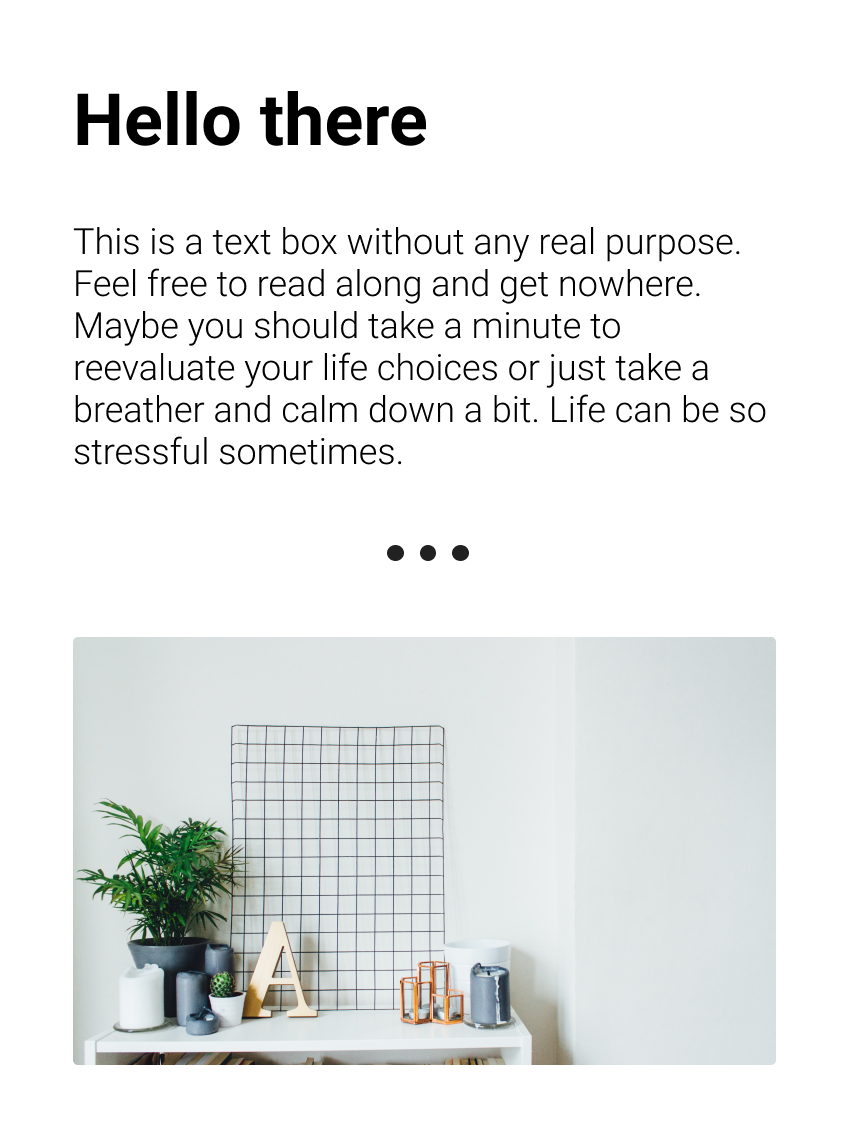 Hello there
This is a text box without any real purpose.
Feel free to read along and get nowhere.
Maybe you should take a minute to
reevaluate your life choices or just take a
breather and calm down a bit. Life can be so
stressful sometimes.
A